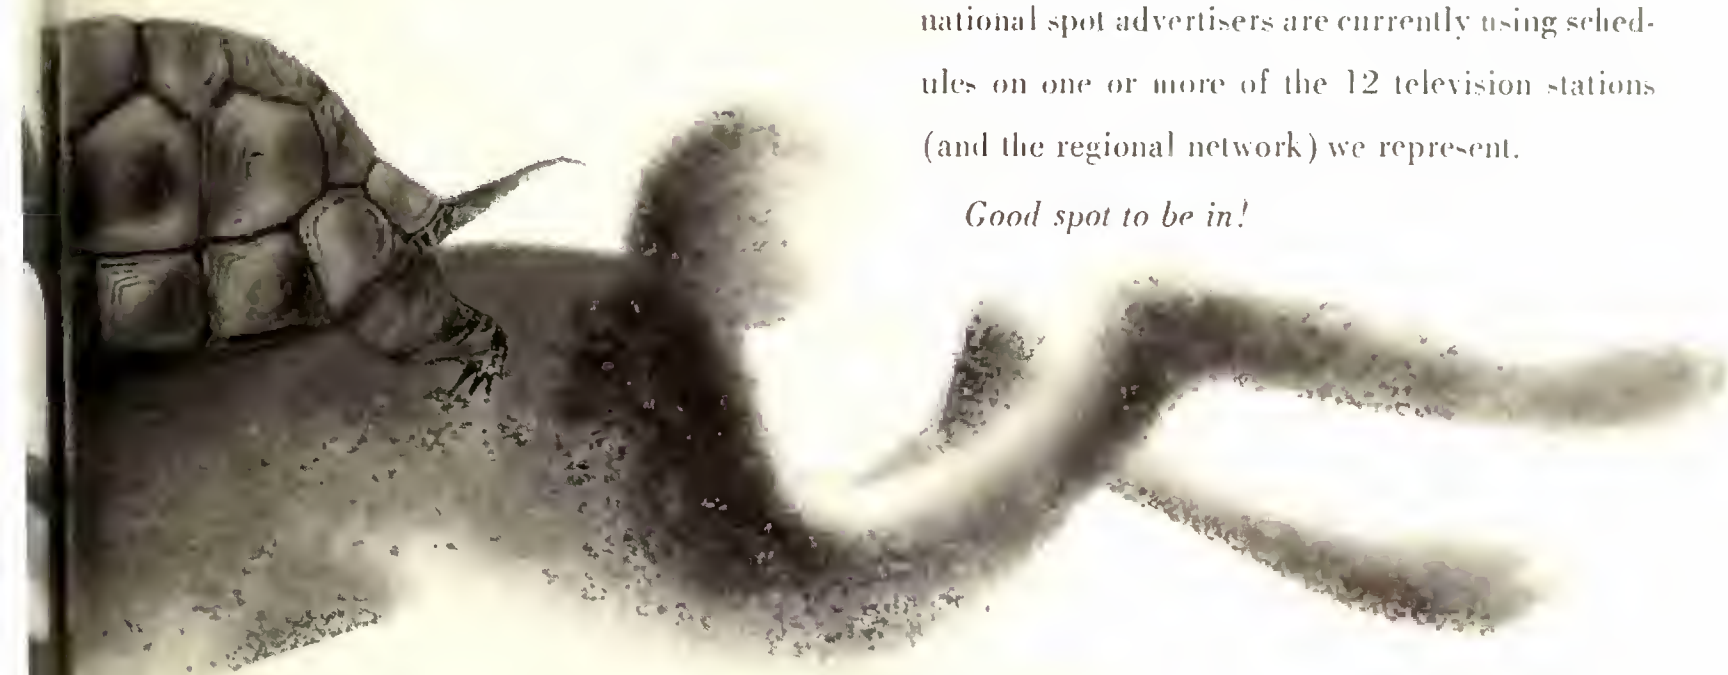 national spot advertisers are currently using sched-
ules on one or more of the 12 television stations
(and the regional network) we represent.
Good spot to be in!